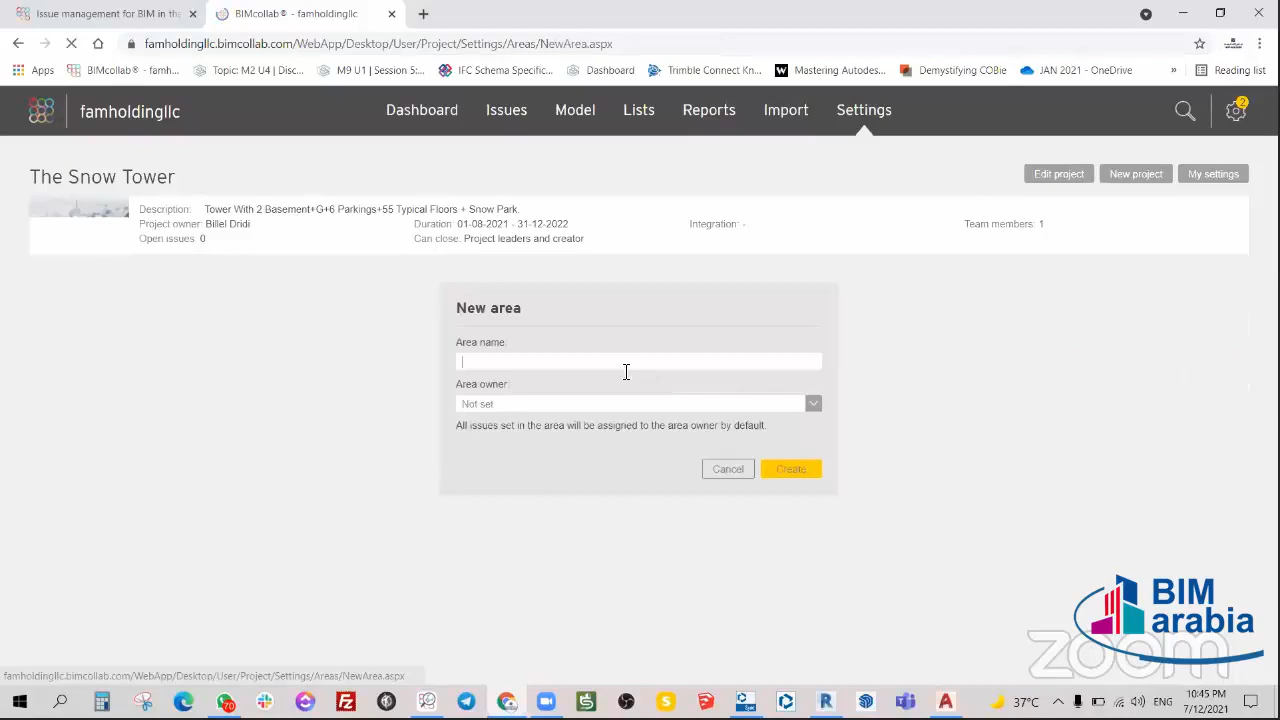 Issue management for BIM in the
BIMcollab® - famholdingllc
famholdingllc.bimcollab.com/WebApp/Desktop/User/Project/Settings/Areas/NewArea.aspx
Apps
BIMcollab® - famh...
Topic: M2 U4 | Disc...
M9 U1 | Session 5:...
IFC Schema Specific...
Dashboard
Trimble Connect Kn...
Mastering Autodes...
Demystifying COBie
JAN 2021 - OneDrive
»
Reading list
famholdingllc
Dashboard
Issues
Model
Lists
Reports
Import
Settings
2
The Snow Tower
Edit project
New project
My settings
Description: Tower With 2 Basement+G+6 Parkings+55 Typical Floors + Snow Park.
Project owner: Billel Dridi
Duration: 01-08-2021 - 31-12-2022
Integration: -
Team members: 1
Open issues: 0
Can close: Project leaders and creator
New area
Area name:
Area owner:
Not set
All issues set in the area will be assigned to the area owner by default.
Cancel
Create
BIM
arabia
zoom
famholdingllc.bimcollab.com/WebApp/Desktop/User/Project/Settings/Areas/NewArea.aspx
70
37°C
ENG
10:45 PM
7/12/2021